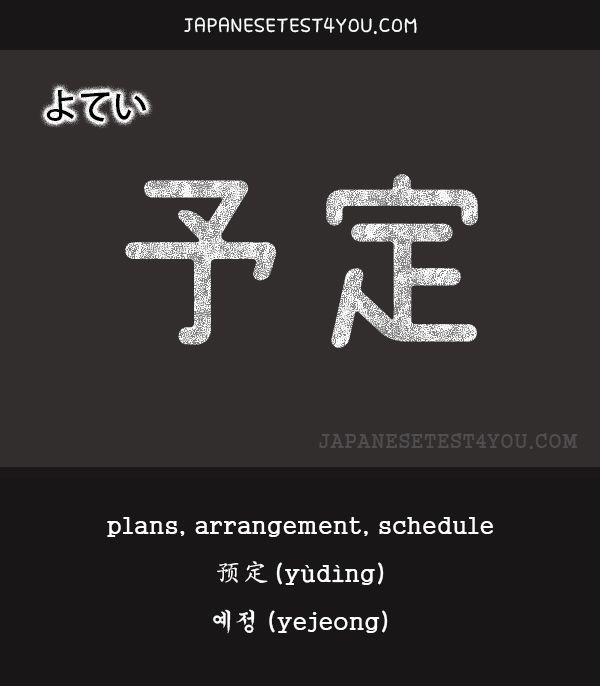 JAPANESETEST4YOU.COM
よてい
予定
JAPANESETEST4YOU.COM
plans, arrangement, schedule
预定 (yùdìng)
예정 (yejeong)